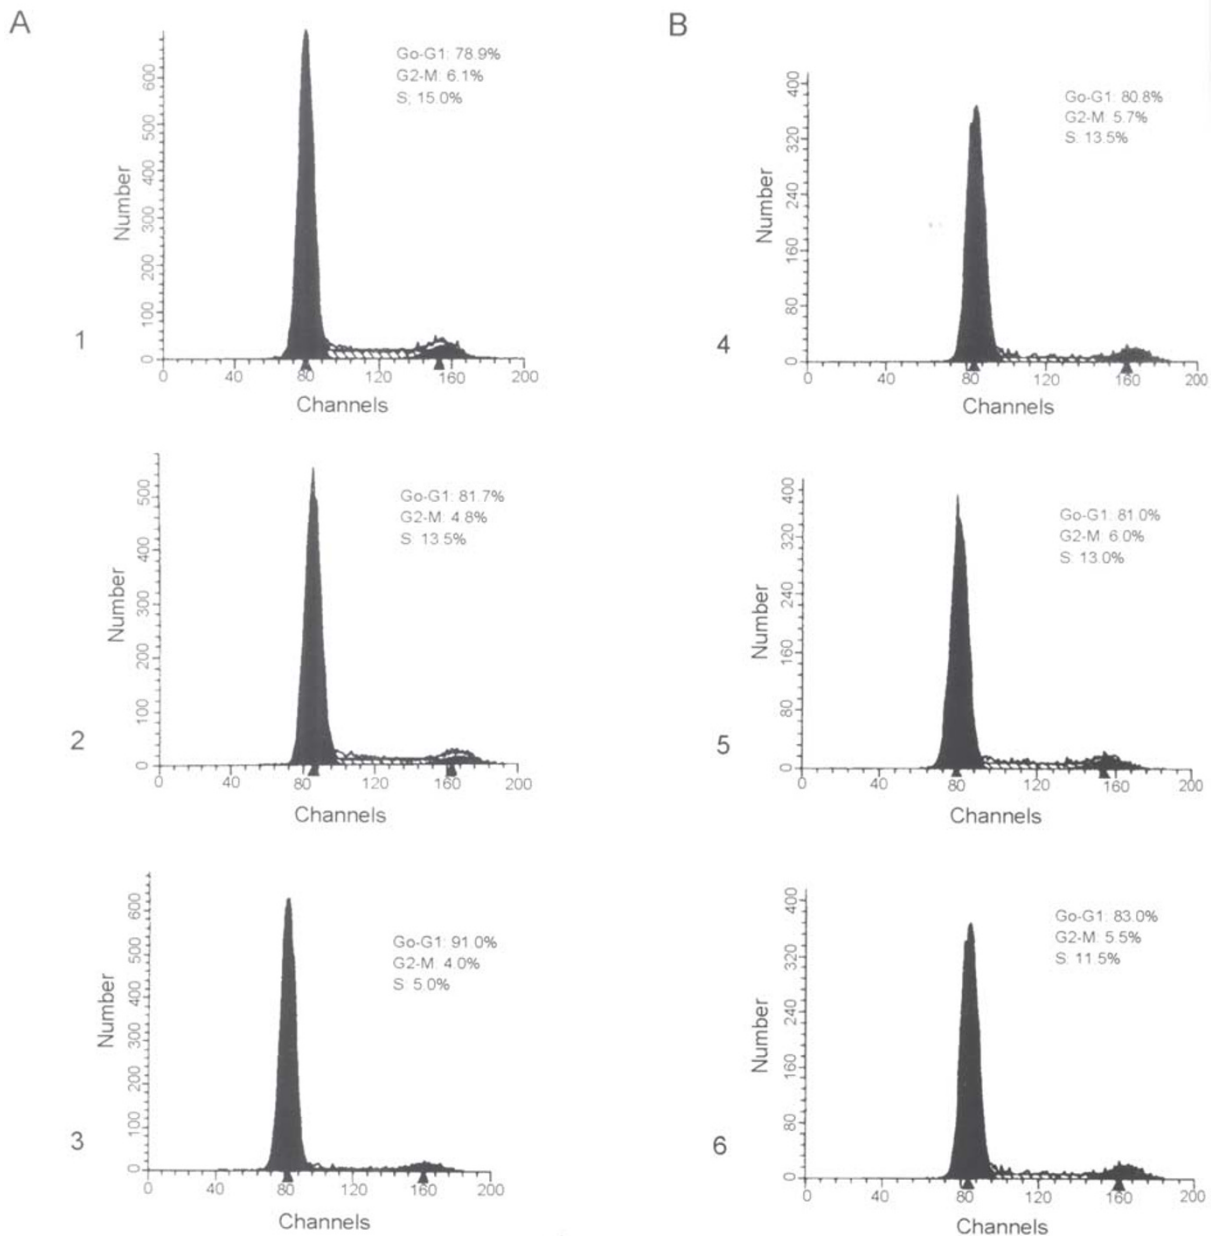 A
Go-G1: 78.9%
G2-M: 6.1%
S; 15.0%
600
500
400
300
200
100
0
Number
1
0 40 80 120 160 200
Channels
Go-G1: 81.7%
G2-M: 4.8%
S: 13.5%
500
400
300
200
100
0
Number
2
0 40 80 120 160 200
Channels
Go-G1: 91.0%
G2-M: 4.0%
S: 5.0%
600
500
400
300
200
100
0
Number
3
0 40 80 120 160 200
Channels
B
Go-G1: 80.8%
G2-M: 5.7%
S: 13.5%
400
320
240
160
80
0
Number
4
0 40 80 120 160 200
Channels
Go-G1: 81.0%
G2-M: 6.0%
S: 13.0%
400
320
240
160
80
0
Number
5
0 40 80 120 160 200
Channels
Go-G1: 83.0%
G2-M: 5.5%
S: 11.5%
400
320
240
160
80
0
Number
6
0 40 80 120 160 200
Channels